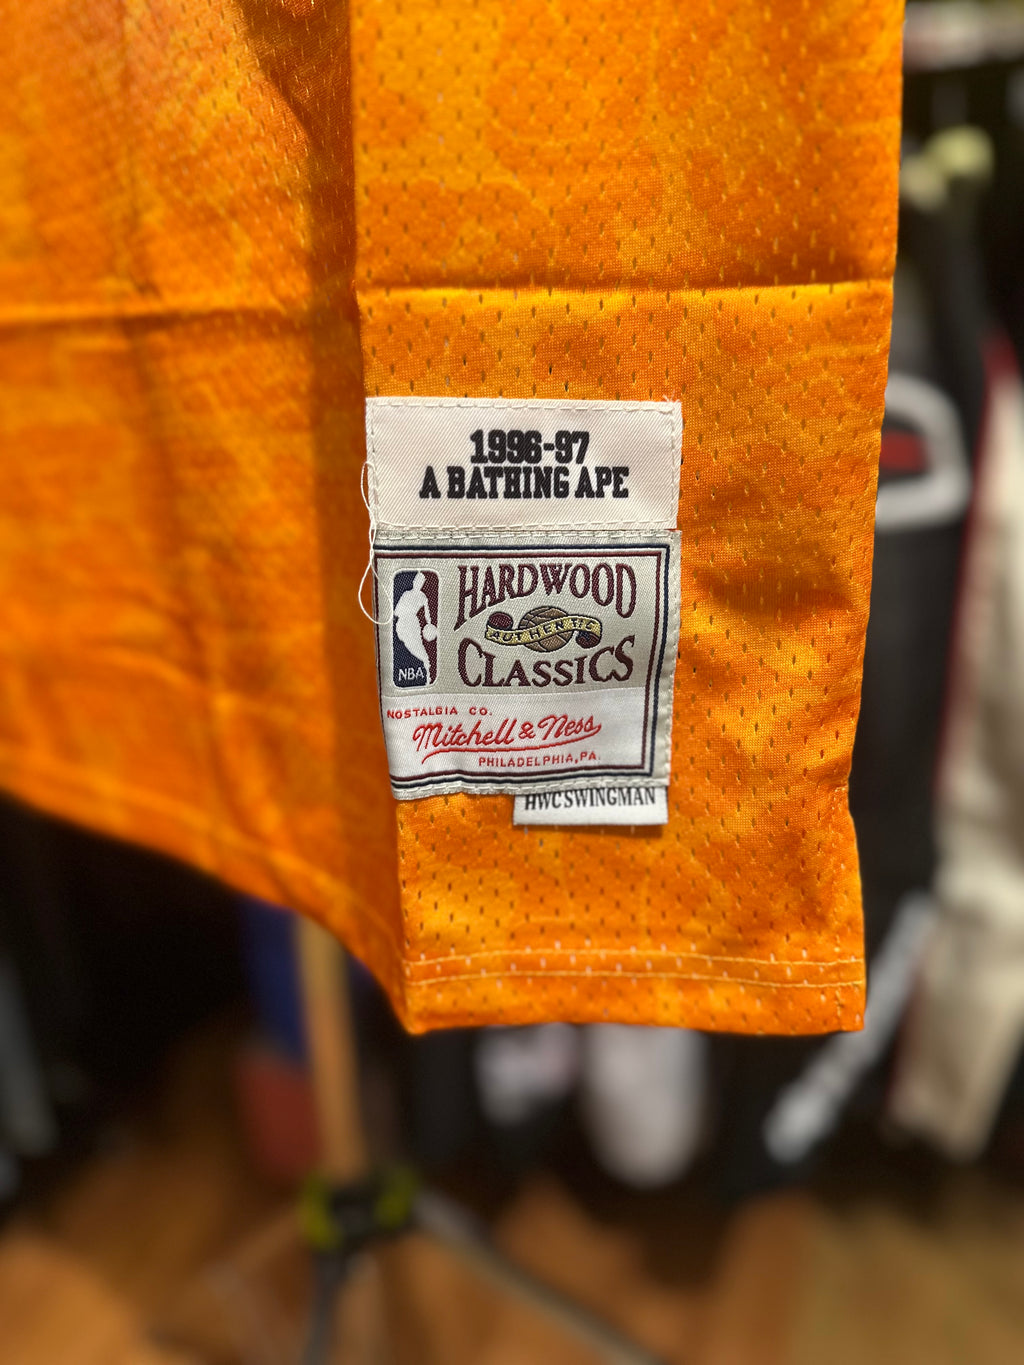 1996-97
A BATHING APE
HARDWOOD
AUTHENTIC
CLASSICS
NBA
NOSTALGIA CO.
Mitchell & Ness
PHILADELPHIA, PA.
HWC SWINGMAN